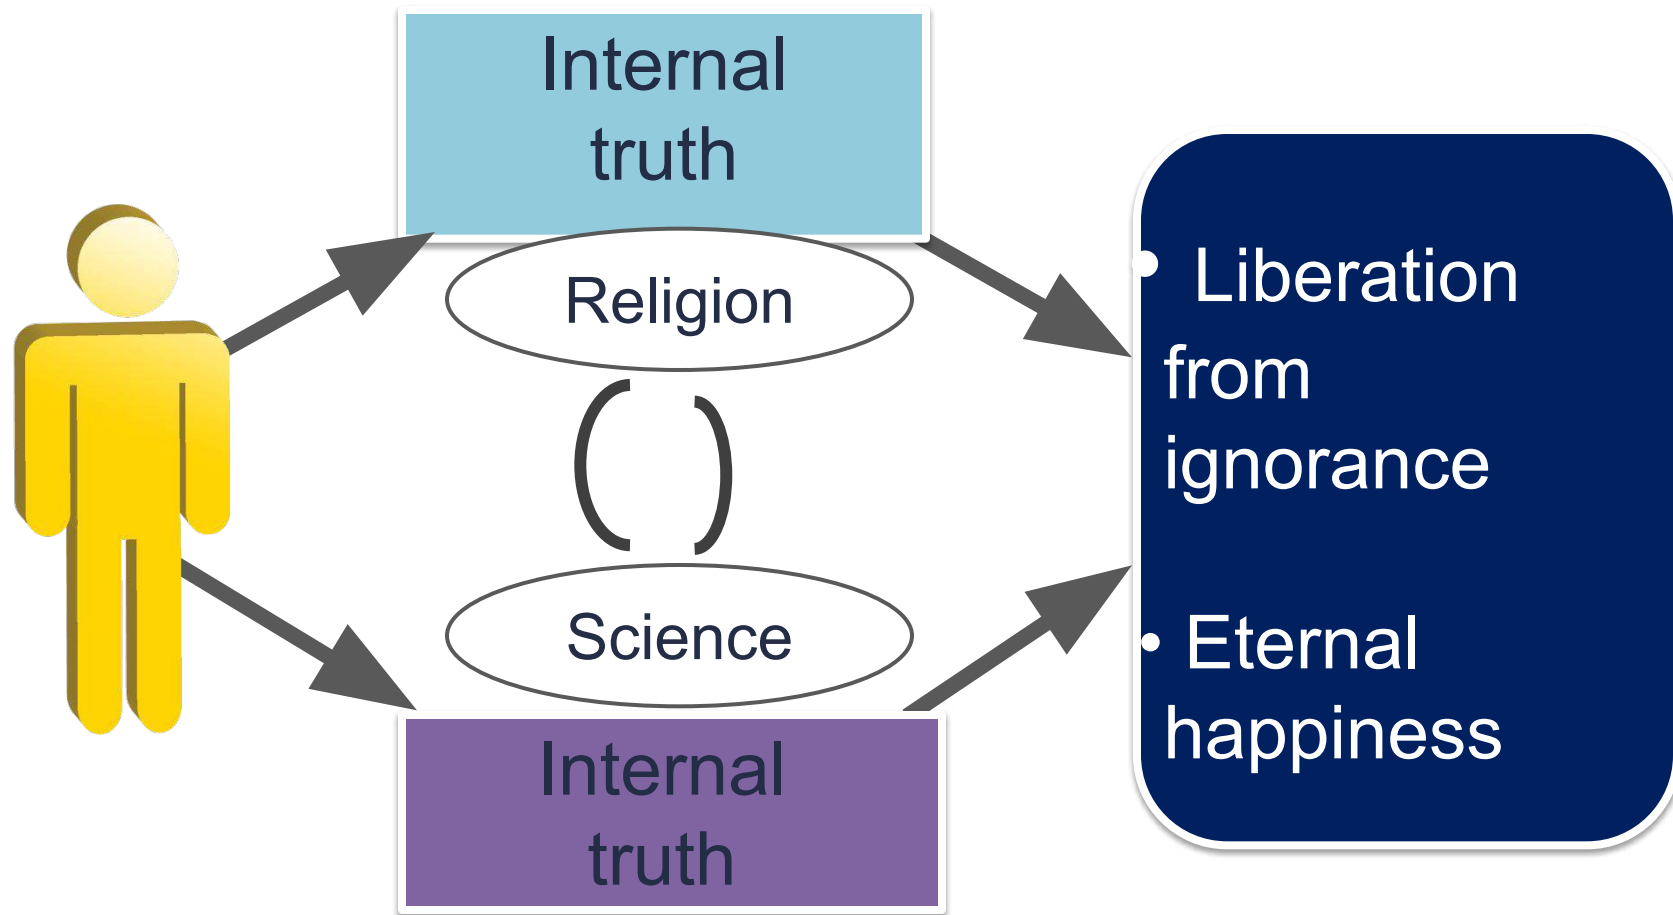 Internal
truth
Religion
( )
Science
Internal
truth
• Liberation
from
ignorance
• Eternal
happiness